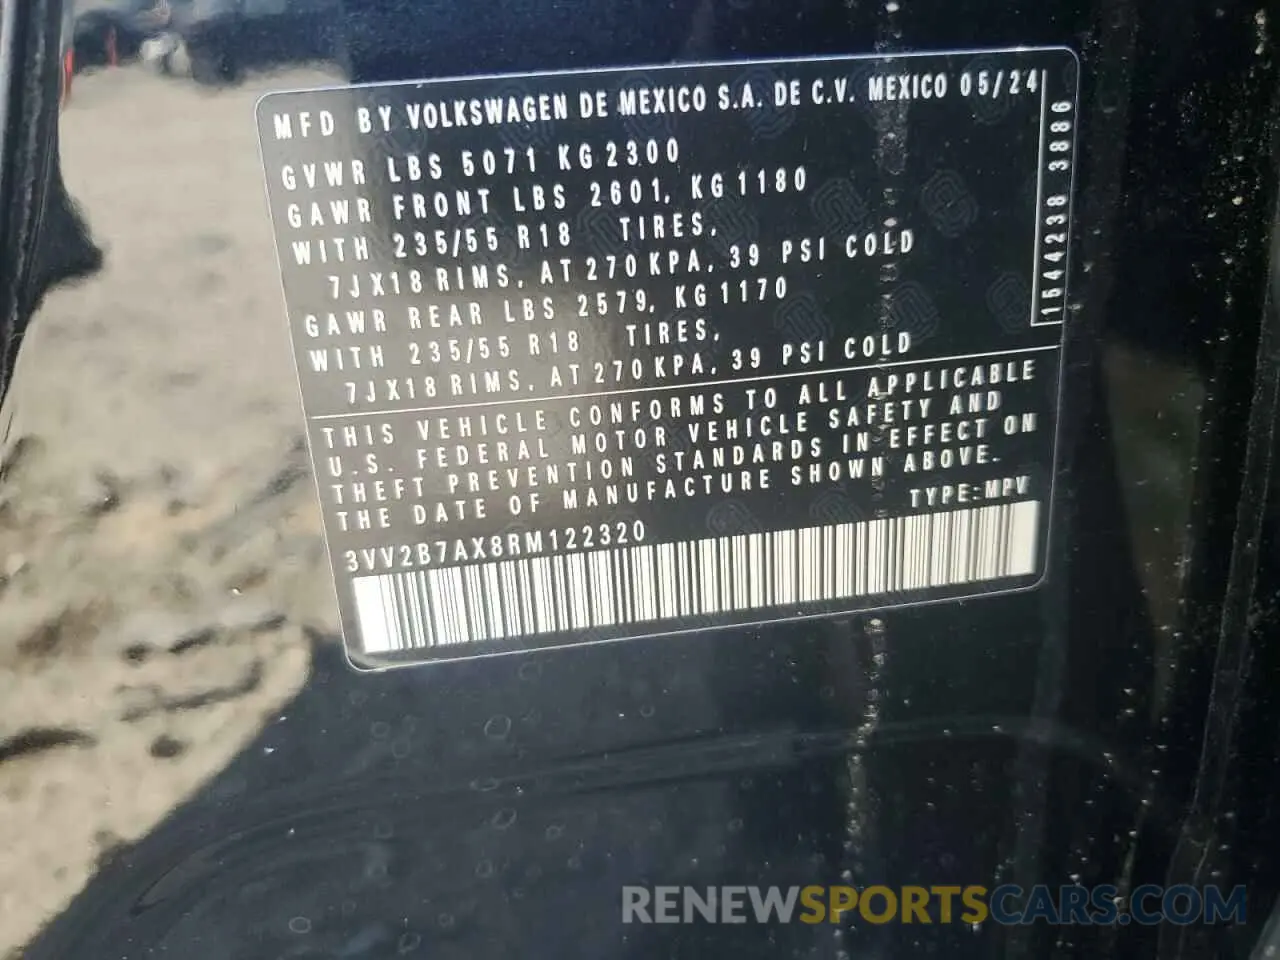 MFD BY VOLKSWAGEN DE MEXICO S.A. DE C.V. MEXICO 05/24
GVWR LBS 5071 KG 2300
GAWR FRONT LBS 2601, KG 1180
WITH 235/55 R18 TIRES,
7JX18 RIMS, AT 270 KPA, 39 PSI COLD
GAWR REAR LBS 2579, KG 1170
WITH 235/55 R18 TIRES,
7JX18 RIMS, AT 270 KPA, 39 PSI COLD
1544238 3886
THIS VEHICLE CONFORMS TO ALL APPLICABLE
U.S. FEDERAL MOTOR VEHICLE SAFETY AND
THEFT PREVENTION STANDARDS IN EFFECT ON
THE DATE OF MANUFACTURE SHOWN ABOVE.
TYPE:MPV
3VV2B7AX8RM122320
RENEWSPORTSCARS.COM